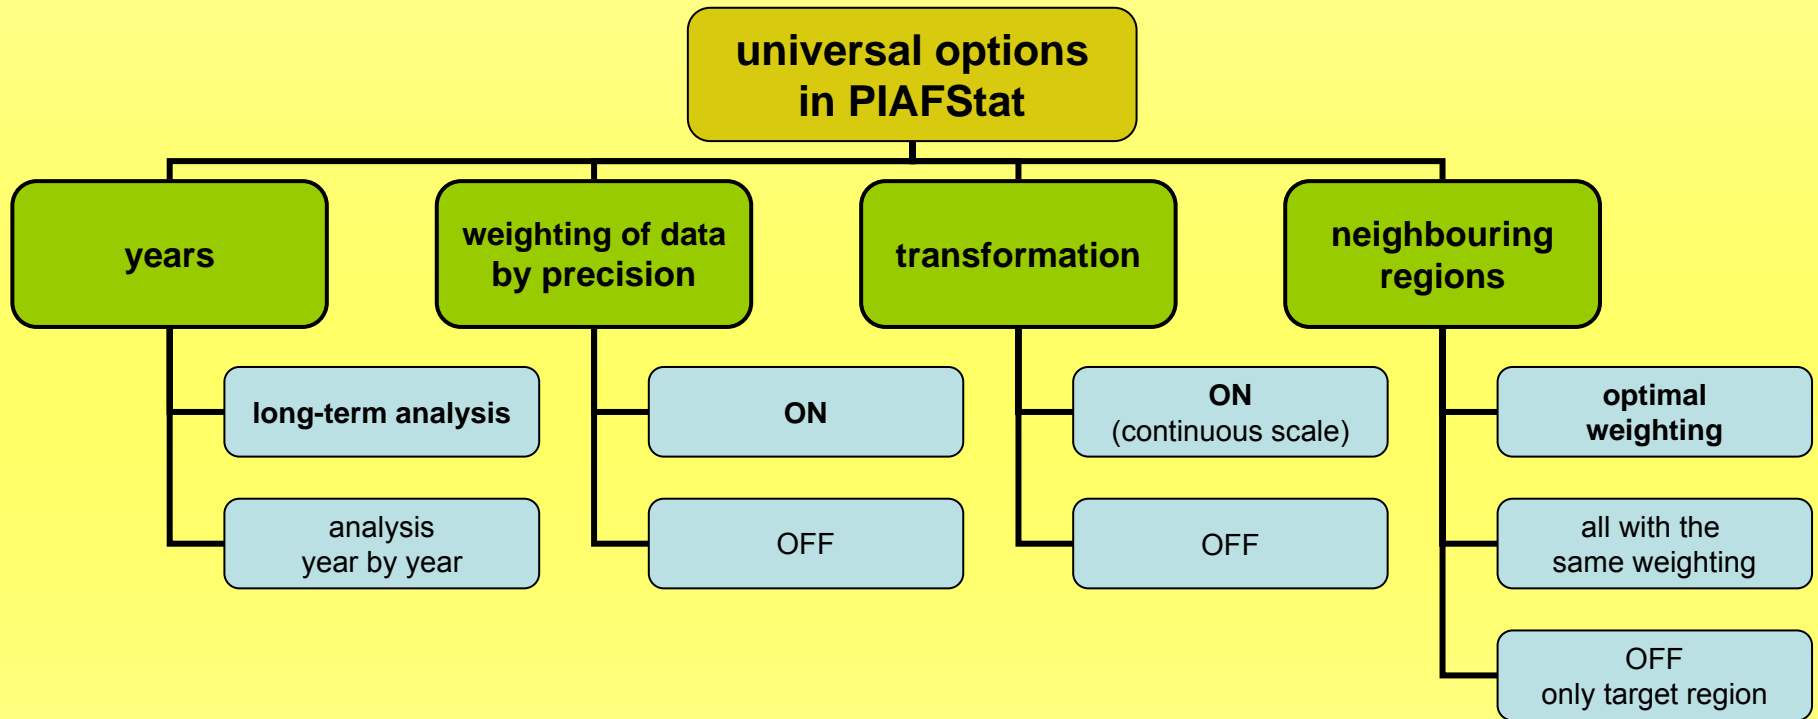 universal options
in PIAFStat
years
weighting of data
by precision
transformation
neighbouring
regions
long-term analysis
analysis
year by year
ON
OFF
ON
(continuous scale)
OFF
optimal
weighting
all with the
same weighting
OFF
only target region